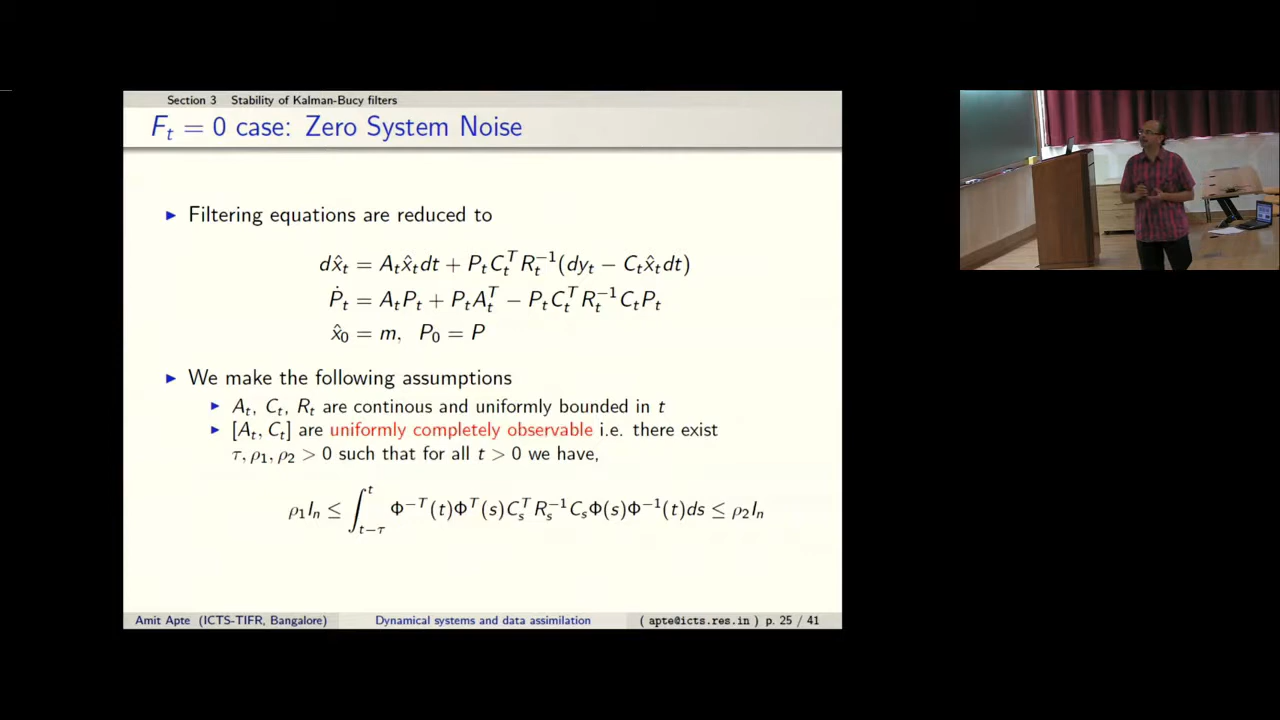 Section 3 Stability of Kalman-Bucy filters
F_t = 0 case: Zero System Noise
▶ Filtering equations are reduced to
dx̂_t = A_t x̂_t dt + P_t C_t^T R_t^{-1} (dy_t − C_t x̂_t dt)
Ṗ_t = A_t P_t + P_t A_t^T − P_t C_t^T R_t^{-1} C_t P_t
x̂_0 = m, P_0 = P
▶ We make the following assumptions
▶ A_t, C_t, R_t are continous and uniformly bounded in t
▶ [A_t, C_t] are uniformly completely observable i.e. there exist
τ, ρ_1, ρ_2 > 0 such that for all t > 0 we have,
ρ_1 I_n ≤ ∫_{t−τ}^{t} Φ^{−T}(t)Φ^T(s)C_s^T R_s^{−1} C_s Φ(s)Φ^{−1}(t)ds ≤ ρ_2 I_n
Amit Apte (ICTS-TIFR, Bangalore) Dynamical systems and data assimilation ( apte@icts.res.in ) p. 25 / 41